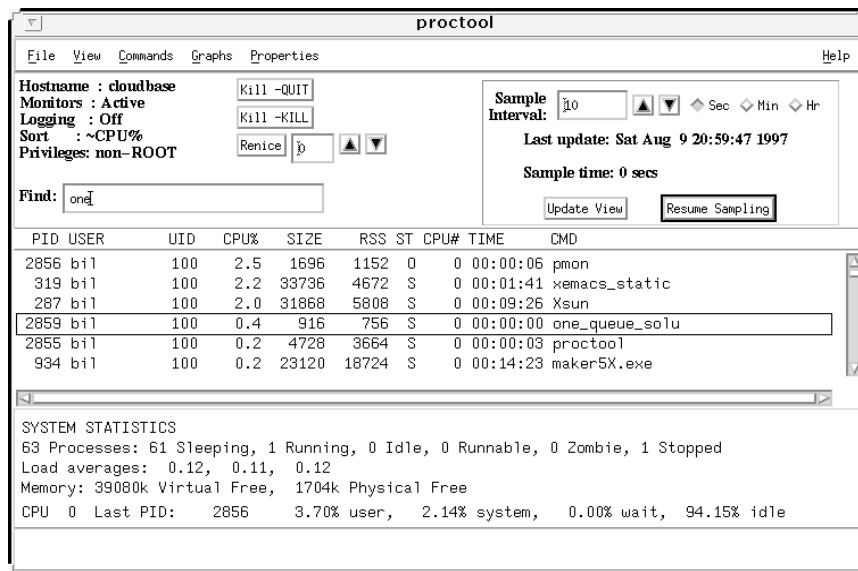 proctool
File View Commands Graphs Properties Help
Hostname : cloudbase
Monitors : Active
Logging : Off
Sort : ~CPU%
Privileges: non-ROOT
Kill -QUIT
Kill -KILL
Renice 0
Sample Interval: 10 Sec Min Hr
Last update: Sat Aug 9 20:59:47 1997
Sample time: 0 secs
Update View Resume Sampling
Find: one
PID USER UID CPU% SIZE RSS ST CPU# TIME CMD
2856 bil 100 2.5 1696 1152 O 0 00:00:06 pmon
319 bil 100 2.2 33736 4672 S 0 00:01:41 xemacs_static
287 bil 100 2.0 31868 5808 S 0 00:09:26 Xsun
2859 bil 100 0.4 916 756 S 0 00:00:00 one_queue_solu
2855 bil 100 0.2 4728 3664 S 0 00:00:03 proctool
934 bil 100 0.2 23120 18724 S 0 00:14:23 maker5X.exe
SYSTEM STATISTICS
63 Processes: 61 Sleeping, 1 Running, 0 Idle, 0 Runnable, 0 Zombie, 1 Stopped
Load averages: 0.12, 0.11, 0.12
Memory: 39080k Virtual Free, 1704k Physical Free
CPU 0 Last PID: 2856 3.70% user, 2.14% system, 0.00% wait, 94.15% idle